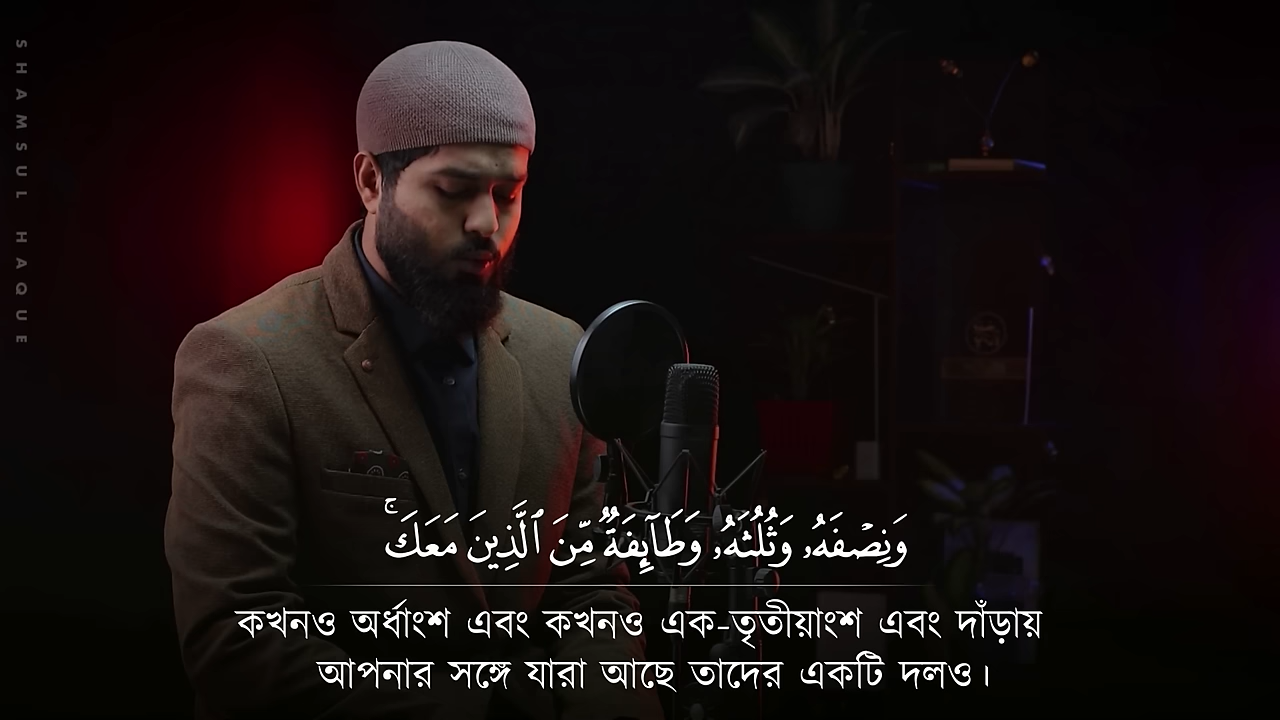 SHAMSUL HAQUE
وَنِصْفَهُۥ وَثُلُثَهُۥ وَطَآئِفَةٌ مِّنَ ٱلَّذِينَ مَعَكَ ۚ
কখনও অর্ধাংশ এবং কখনও এক-তৃতীয়াংশ এবং দাঁড়ায়
আপনার সঙ্গে যারা আছে তাদের একটি দলও।